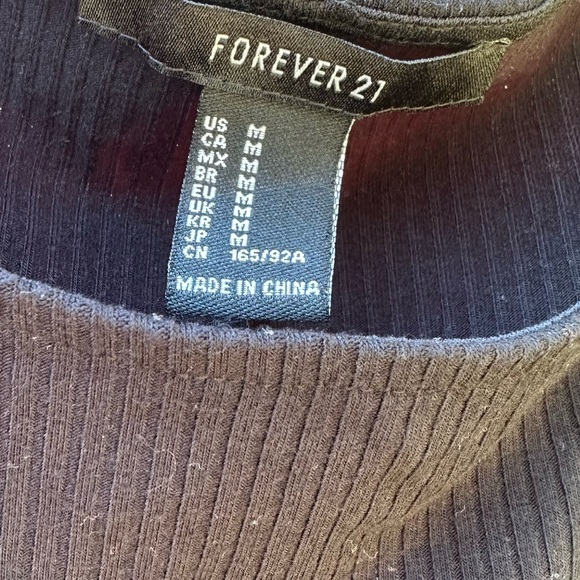 FOREVER 21
US M
CA M
MX M
BR M
EU M
UK M
KR M
JP M
CN 165/92A
MADE IN CHINA